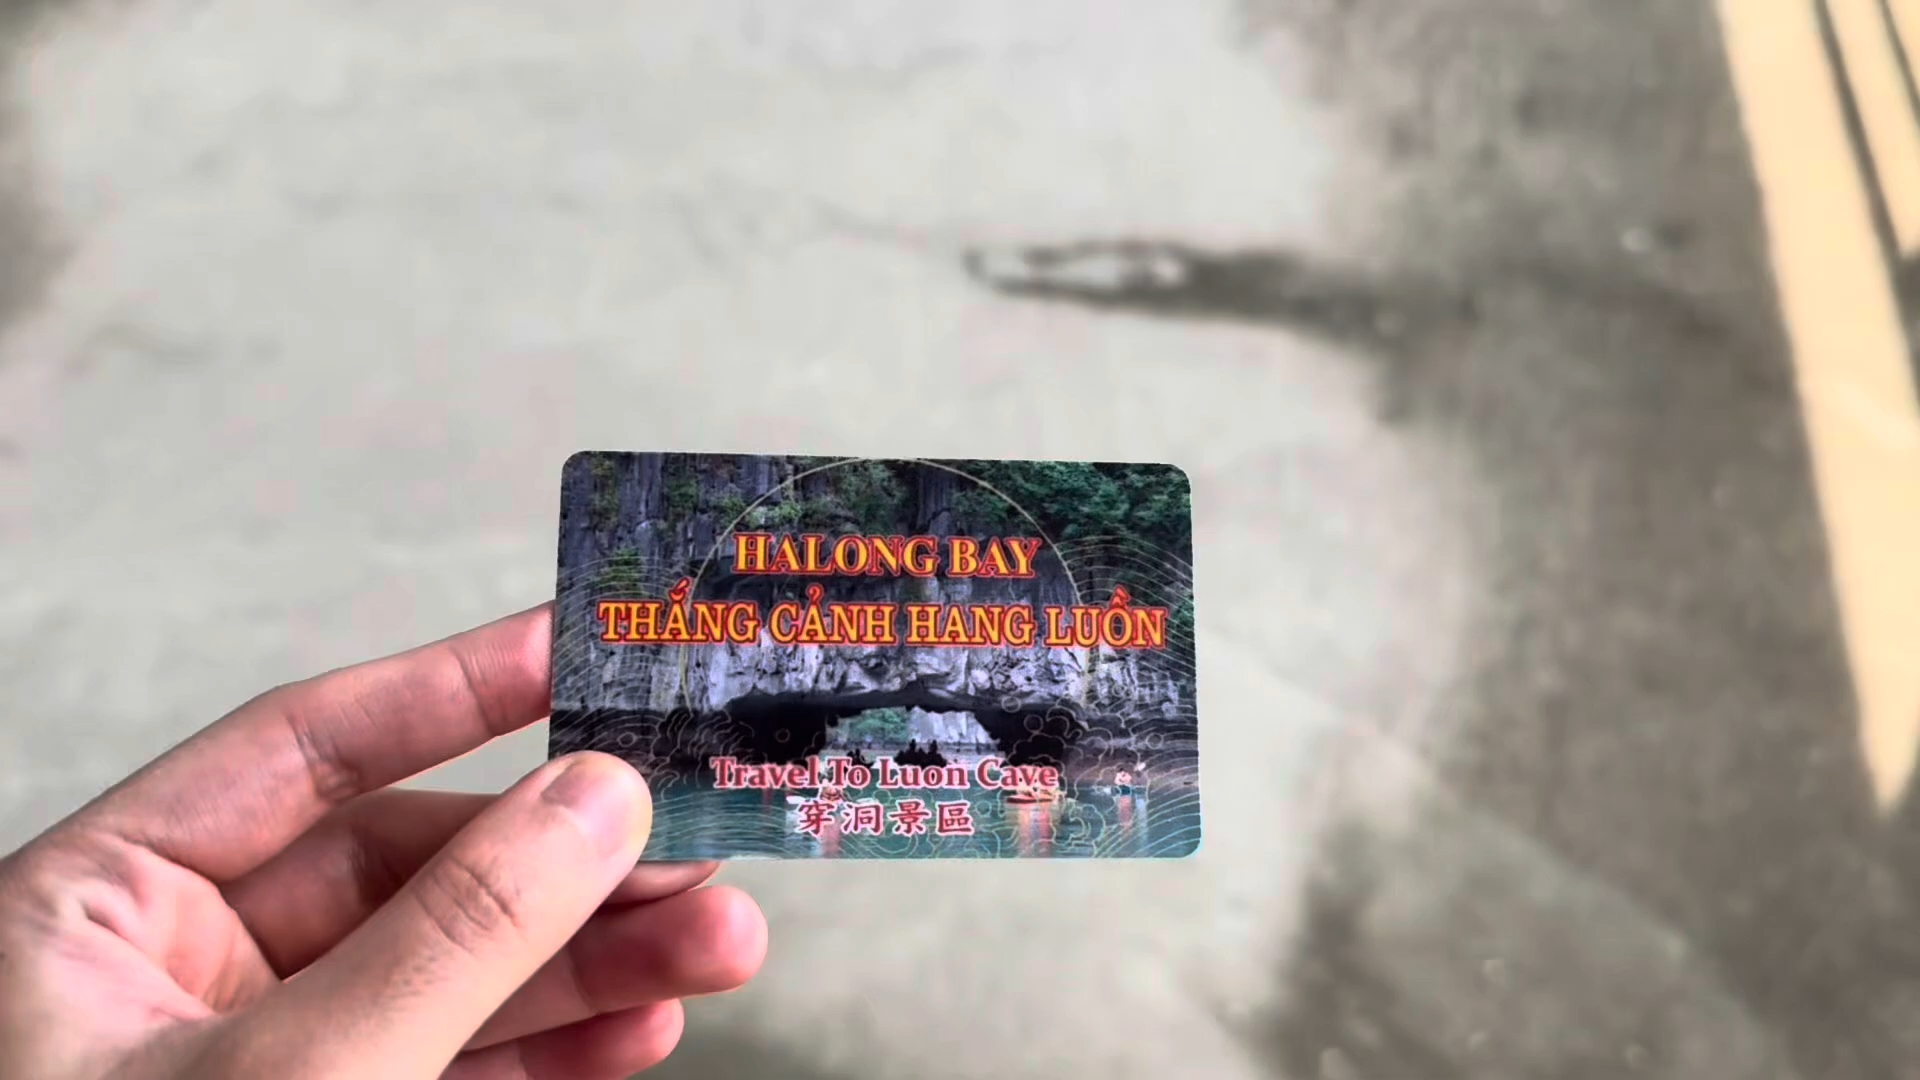 HALONG BAY
THẮNG CẢNH HANG LUỒN
Travel To Luon Cave
穿洞景區